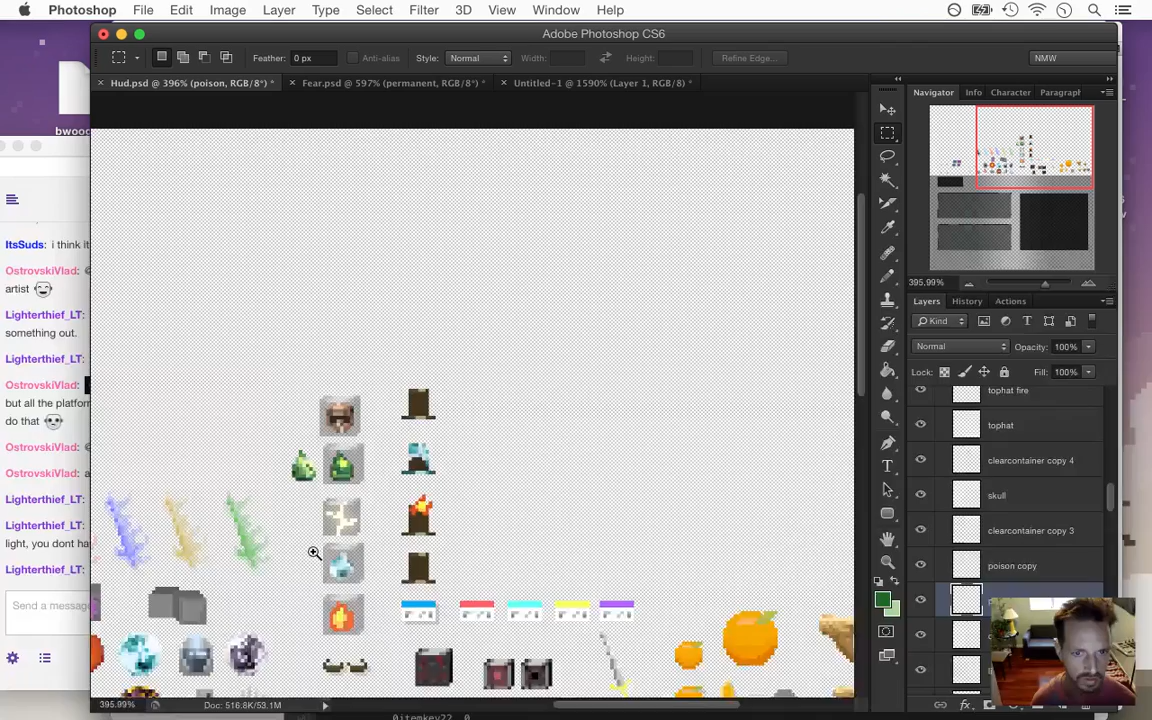 Photoshop File Edit Image Layer Type Select Filter 3D View Window Help
Adobe Photoshop CS6
Feather: 0 px Anti-alias Style: Normal Width: Height: Refine Edge... NMW
Hud.psd @ 396% (poison, RGB/8*) * Fear.psd @ 597% (permanent, RGB/8*) * Untitled-1 @ 1590% (Layer 1, RGB/8) *
Navigator Info Character Paragraph
bwood
ItsSuds: i think it
OstrovskiVlad:
artist
Lighterthief_LT:
something out.
Lighterthief_LT:
OstrovskiVlad:
but all the platform
do that
OstrovskiVlad:
OstrovskiVlad: a
Lighterthief_LT:
Lighterthief_LT:
light, you dont ha
Lighterthief_LT:
Send a message
395.99%
Layers History Actions
Kind
Normal Opacity: 100%
Lock: Fill: 100%
tophat fire
tophat
clearcontainer copy 4
skull
clearcontainer copy 3
poison copy
395.99% Doc: 516.8K/53.1M
0itemkey22 0